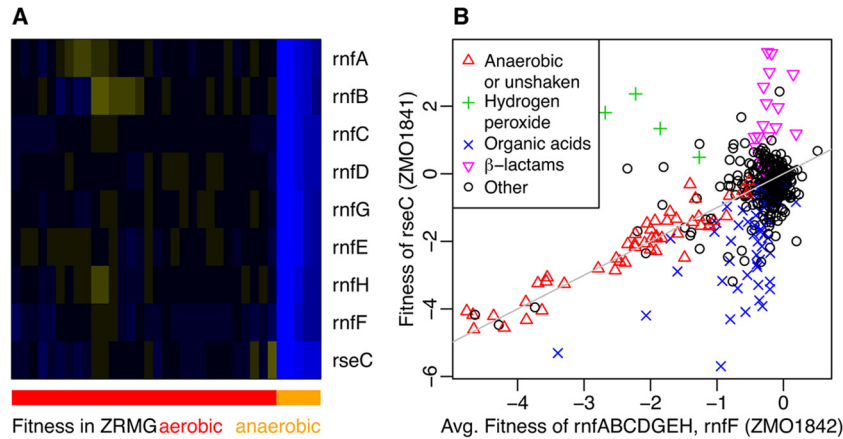 A
rnfA
rnfB
rnfC
rnfD
rnfG
rnfE
rnfH
rnfF
rseC
Fitness in ZRMG aerobic anaerobic
B
Anaerobic
or unshaken
Hydrogen
peroxide
Organic acids
β−lactams
Other
Fitness of rseC (ZMO1841)
2
0
−2
−4
−6
−4 −3 −2 −1 0
Avg. Fitness of rnfABCDGEH, rnfF (ZMO1842)